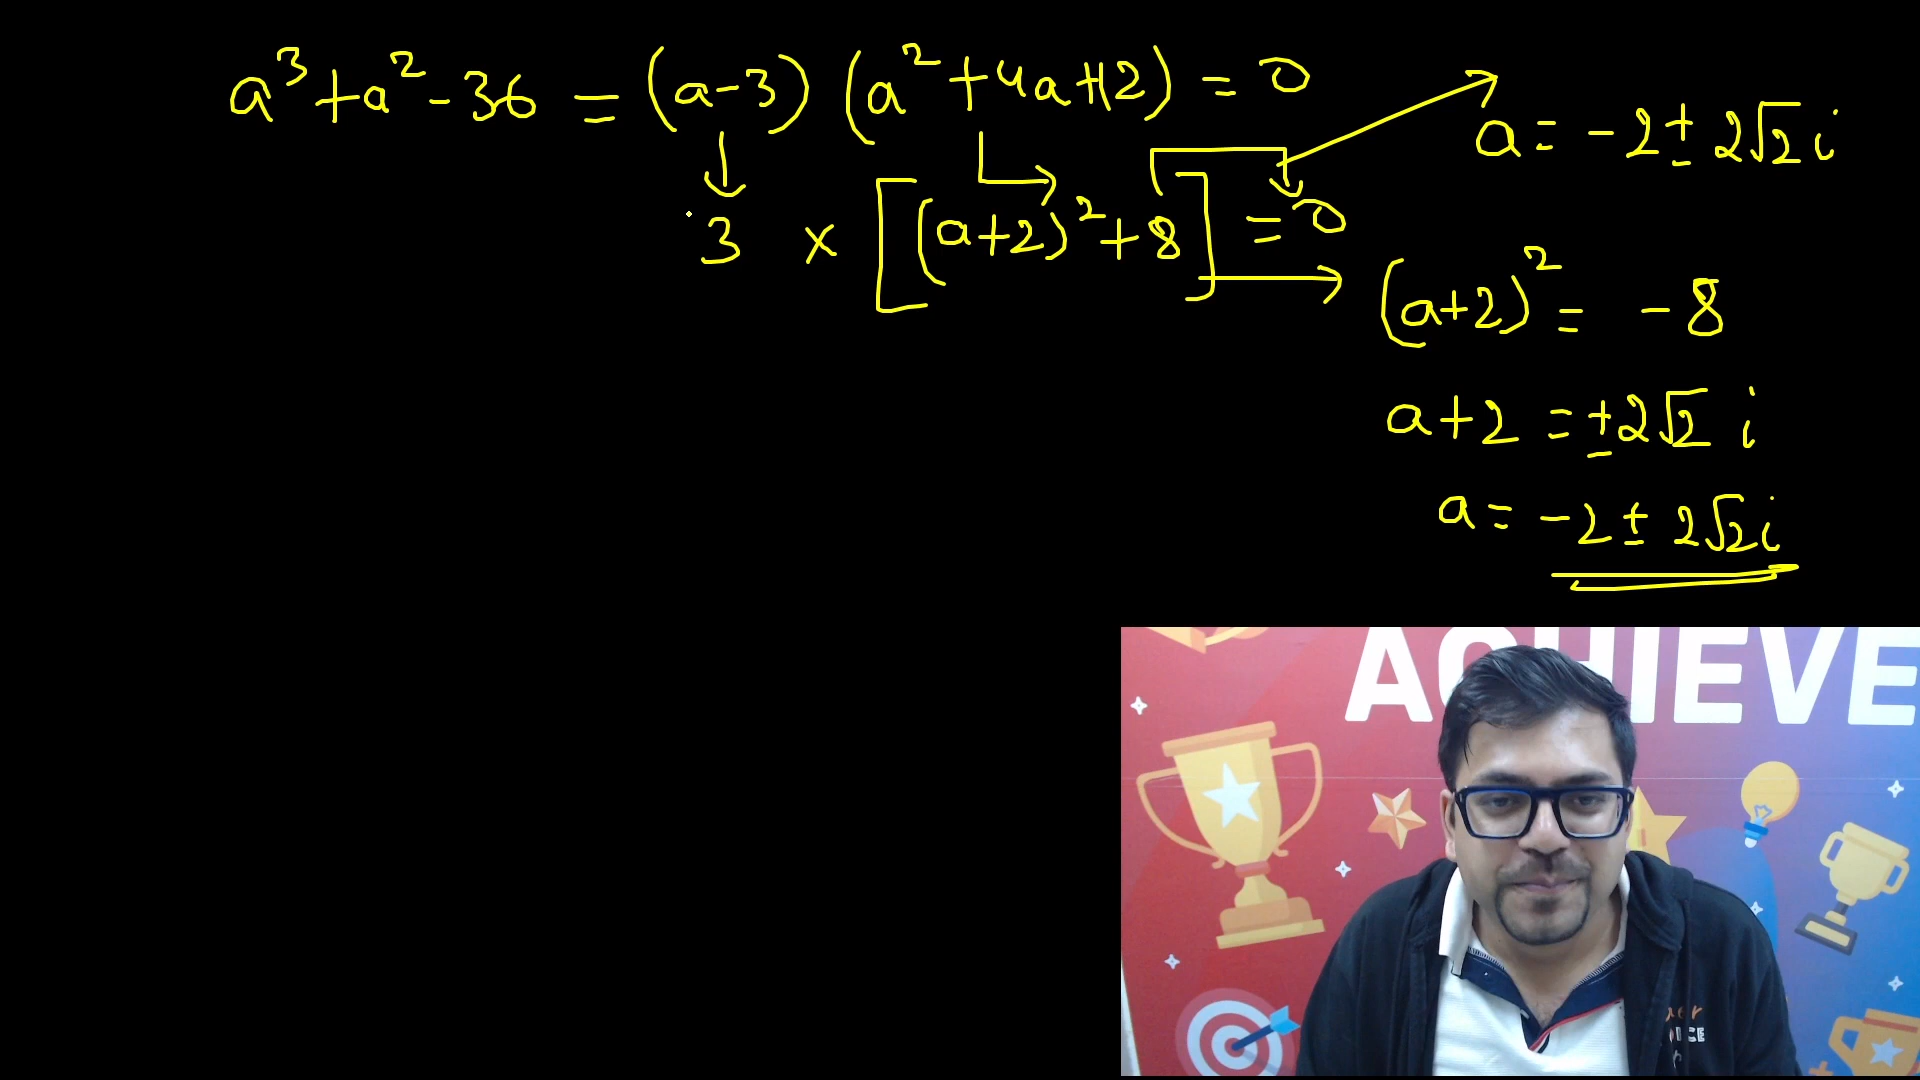 a³+a²-36 = (a-3) (a²+4a+12) = 0
a = -2 ± 2√2 i
3 × [(a+2)²+8] = 0
(a+2)² = -8
a+2 = ±2√2 i
a = -2 ± 2√2i
ACHIEVE